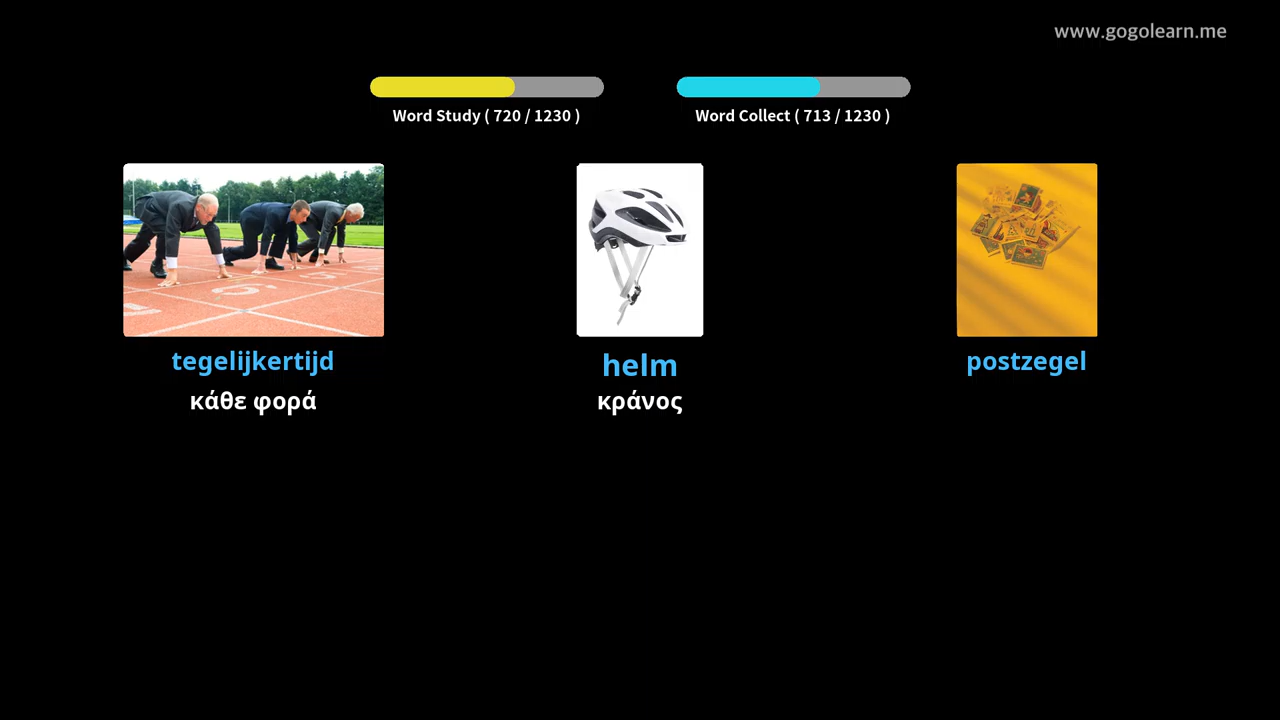 www.gogolearn.me
Word Study ( 720 / 1230 )
Word Collect ( 713 / 1230 )
tegelijkertijd
κάθε φορά
helm
κράνος
postzegel